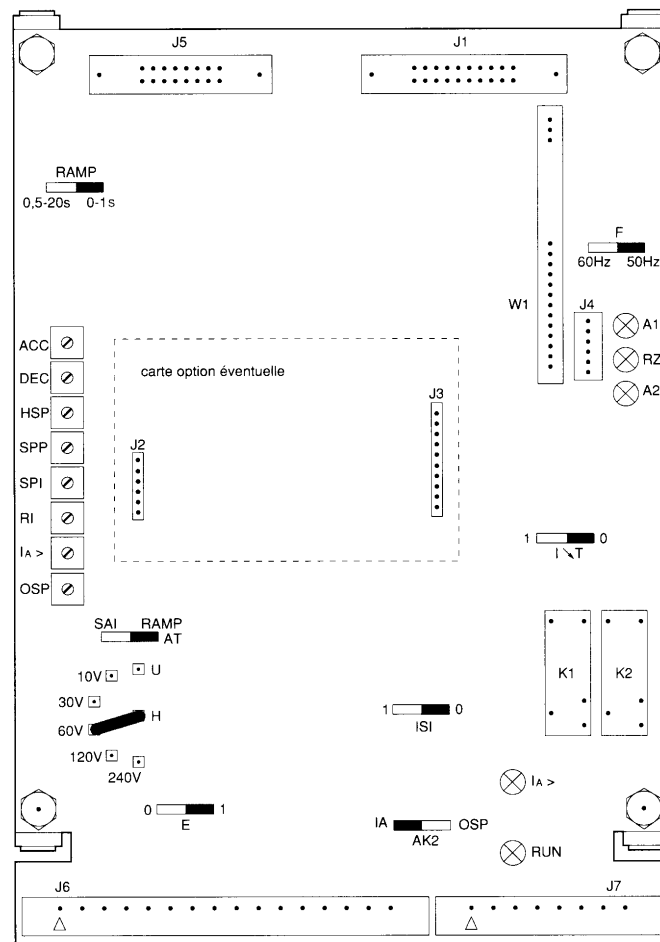 J5 J1
RAMP
0,5-20s 0-1s
F
60Hz 50Hz
W1
J4
A1
RZ
A2
ACC
DEC
HSP
SPP
SPI
RI
IA >
OSP
carte option éventuelle
J2
J3
1 0
I ↘ T
SAI RAMP
AT
K1 K2
10V U
30V
H
60V
120V
240V
1 0
ISI
IA >
0 1
E
IA OSP
AK2
RUN
J6 J7